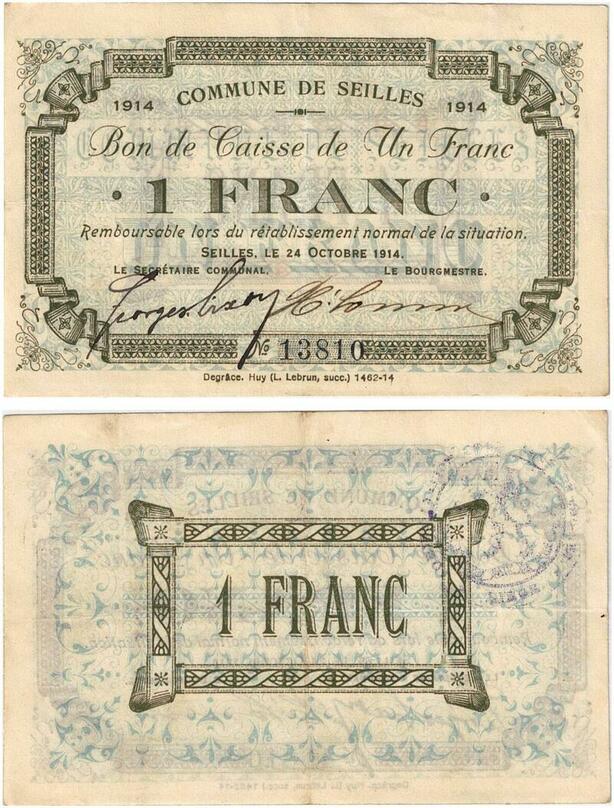 COMMUNE DE SEILLES
1914 1914
Bon de Caisse de Un Franc
· 1 FRANC ·
Remboursable lors du rétablissement normal de la situation.
SEILLES, LE 24 OCTOBRE 1914.
LE SECRÉTAIRE COMMUNAL, LE BOURGMESTRE.
Georges
No 13810
Degrâce. Huy (L. Lebrun, succ.) 1462-14
1 FRANC
LIEGE